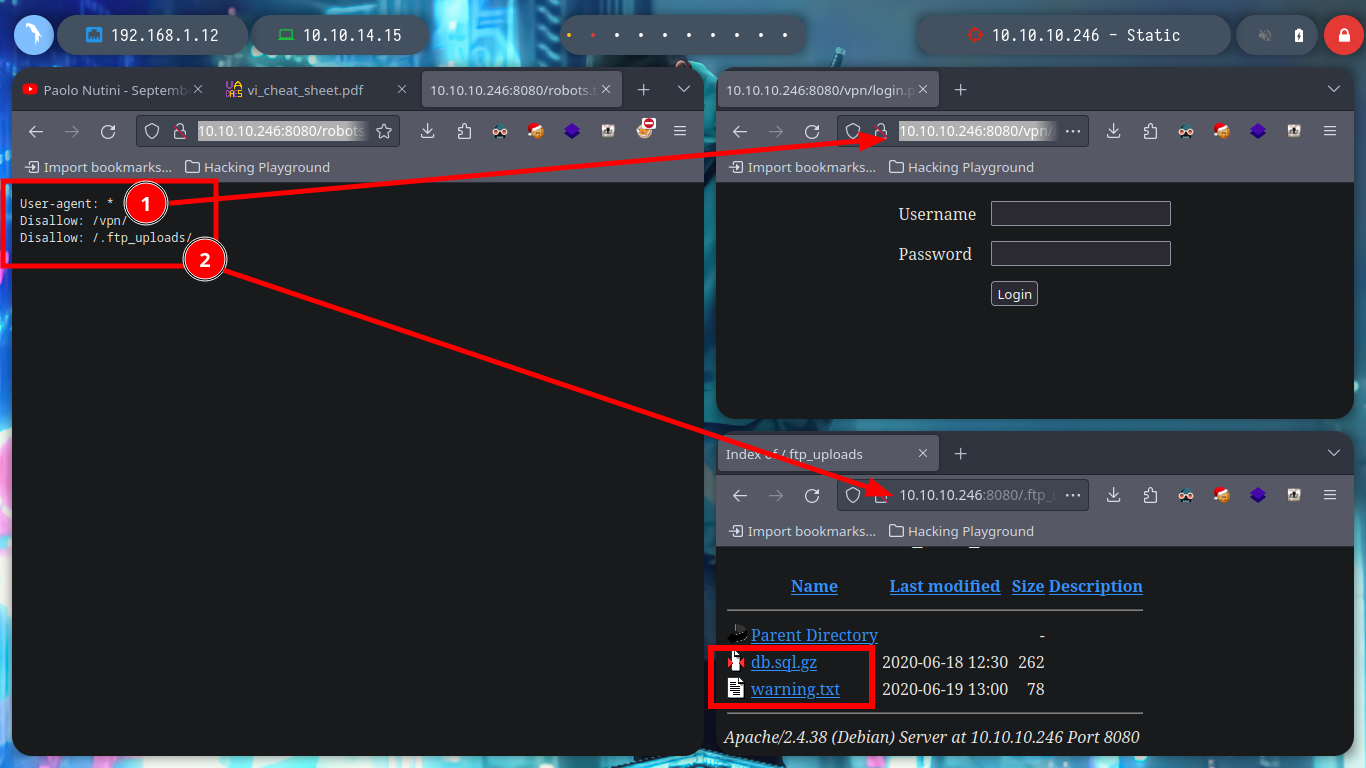 192.168.1.12
10.10.14.15
10.10.10.246 - Static
Paolo Nutini - Septemb
vi_cheat_sheet.pdf
10.10.10.246:8080/robots.t
10.10.10.246:8080/robots
Import bookmarks...
Hacking Playground
User-agent: *
Disallow: /vpn/
Disallow: /.ftp_uploads/
1
2
10.10.10.246:8080/vpn/login.p
10.10.10.246:8080/vpn/
Import bookmarks...
Hacking Playground
Username
Password
Login
Index of /.ftp_uploads
10.10.10.246:8080/.ftp_u
Import bookmarks...
Hacking Playground
Name Last modified Size Description
Parent Directory -
db.sql.gz 2020-06-18 12:30 262
warning.txt 2020-06-19 13:00 78
Apache/2.4.38 (Debian) Server at 10.10.10.246 Port 8080